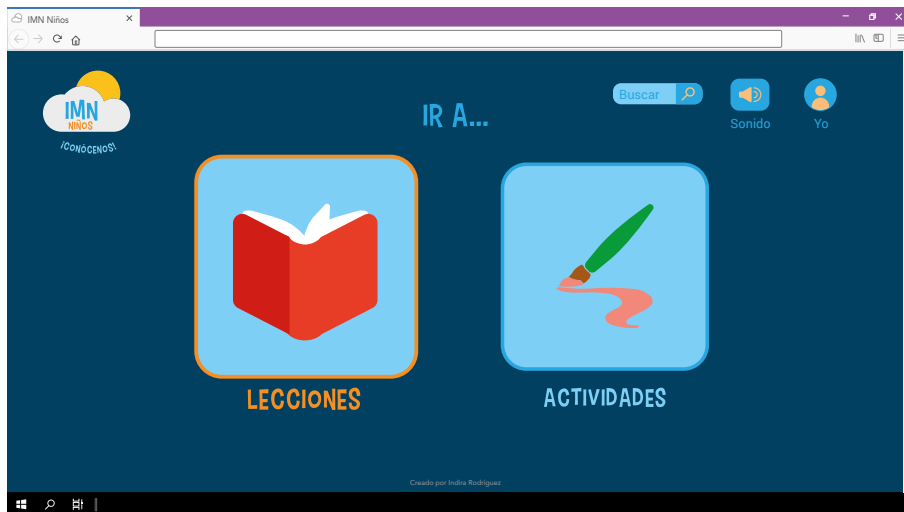 IMN Niños
Buscar
IR A...
Sonido
Yo
IMN
NIÑOS
¡CONÓCENOS!
LECCIONES
ACTIVIDADES
Creado por Indira Rodríguez